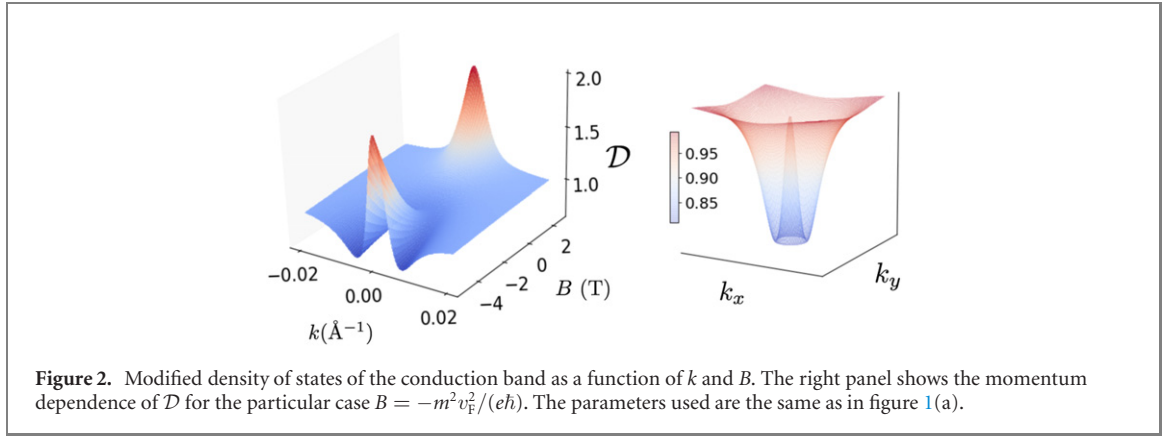 2.0
1.5
𝒟
1.0
2
0
−2
−4
B (T)
−0.02
0.00
0.02
k(Å⁻¹)
0.95
0.90
0.85
kₓ
k_y
Figure 2. Modified density of states of the conduction band as a function of k and B. The right panel shows the momentum
dependence of 𝒟 for the particular case B = −m²v_F²/(eħ). The parameters used are the same as in figure 1(a).